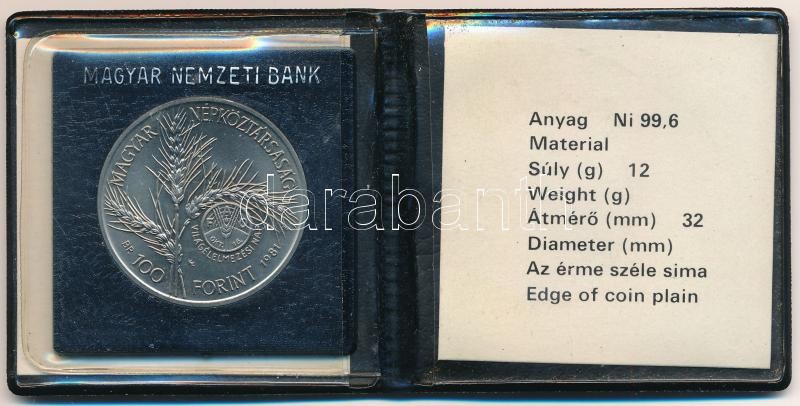 MAGYAR NEMZETI BANK
MAGYAR NÉPKÖZTÁRSASÁG
VILÁGÉLELMEZÉSI NAP
BP. 100 FORINT 1981
Anyag Ni 99,6
Material
Súly (g) 12
Weight (g)
Átmérő (mm) 32
Diameter (mm)
Az érme széle sima
Edge of coin plain
darabanth